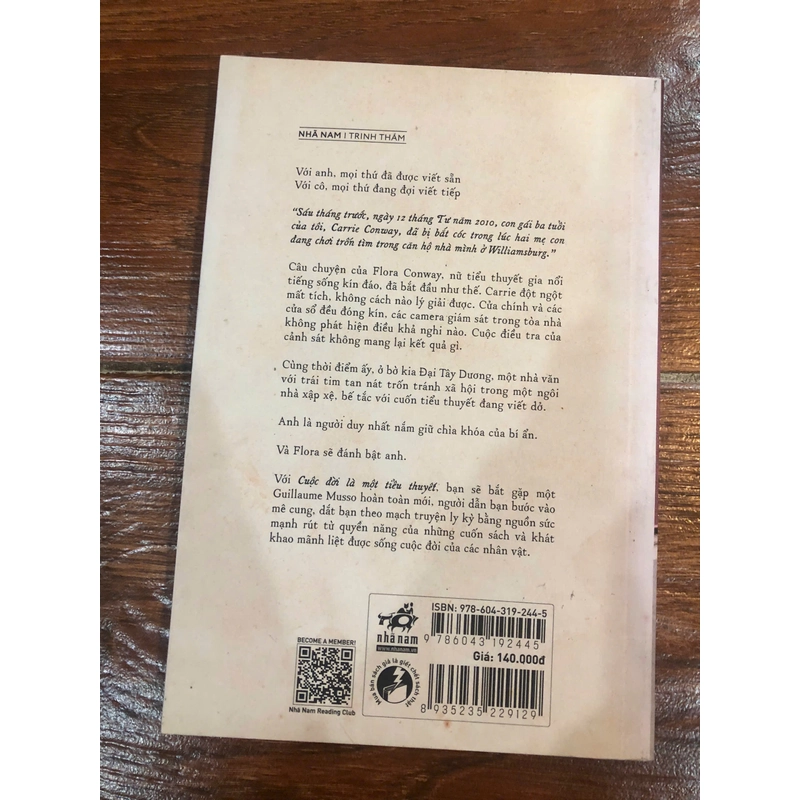 NHÃ NAM | TRINH THÁM
Với anh, mọi thứ đã được viết sẵn
Với cô, mọi thứ đang đợi viết tiếp
"Sáu tháng trước, ngày 12 tháng Tư năm 2010, con gái ba tuổi
của tôi, Carrie Conway, đã bị bắt cóc trong lúc hai mẹ con
đang chơi trốn tìm trong căn hộ nhà mình ở Williamsburg."
Câu chuyện của Flora Conway, nữ tiểu thuyết gia nổi
tiếng sống kín đáo, đã bắt đầu như thế. Carrie đột ngột
mất tích, không cách nào lý giải được. Cửa chính và các
cửa sổ đều đóng kín, các camera giám sát trong tòa nhà
không phát hiện điều khả nghi nào. Cuộc điều tra của
cảnh sát không mang lại kết quả gì.
Cùng thời điểm ấy, ở bờ kia Đại Tây Dương, một nhà văn
với trái tim tan nát trốn tránh xã hội trong một ngôi
nhà xập xệ, bế tắc với cuốn tiểu thuyết đang viết dở.
Anh là người duy nhất nắm giữ chìa khóa của bí ẩn.
Và Flora sẽ đánh bật anh.
Với Cuộc đời là một tiểu thuyết, bạn sẽ bắt gặp một
Guillaume Musso hoàn toàn mới, người dẫn bạn bước vào
mê cung, dắt bạn theo mạch truyện ly kỳ bằng nguồn sức
mạnh rút từ quyền năng của những cuốn sách và khát
khao mãnh liệt được sống cuộc đời của các nhân vật.
BECOME A MEMBER!
Nhã Nam Reading Club
nhã nam
www.nhanam.vn
Mua bán sách giả là giết chết sách thật
ISBN: 978-604-319-244-5
9 786043 192445
Giá: 140.000đ
8 935235 229129